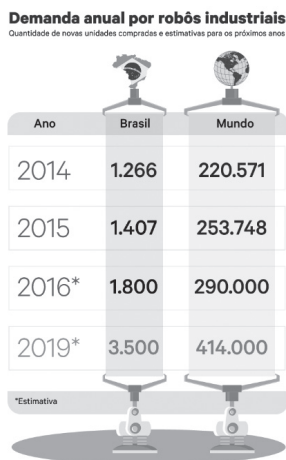 Demanda anual por robôs industriais
Quantidade de novas unidades compradas e estimativas para os próximos anos
Ano Brasil Mundo
2014 1.266 220.571
2015 1.407 253.748
2016* 1.800 290.000
2019* 3.500 414.000
*Estimativa